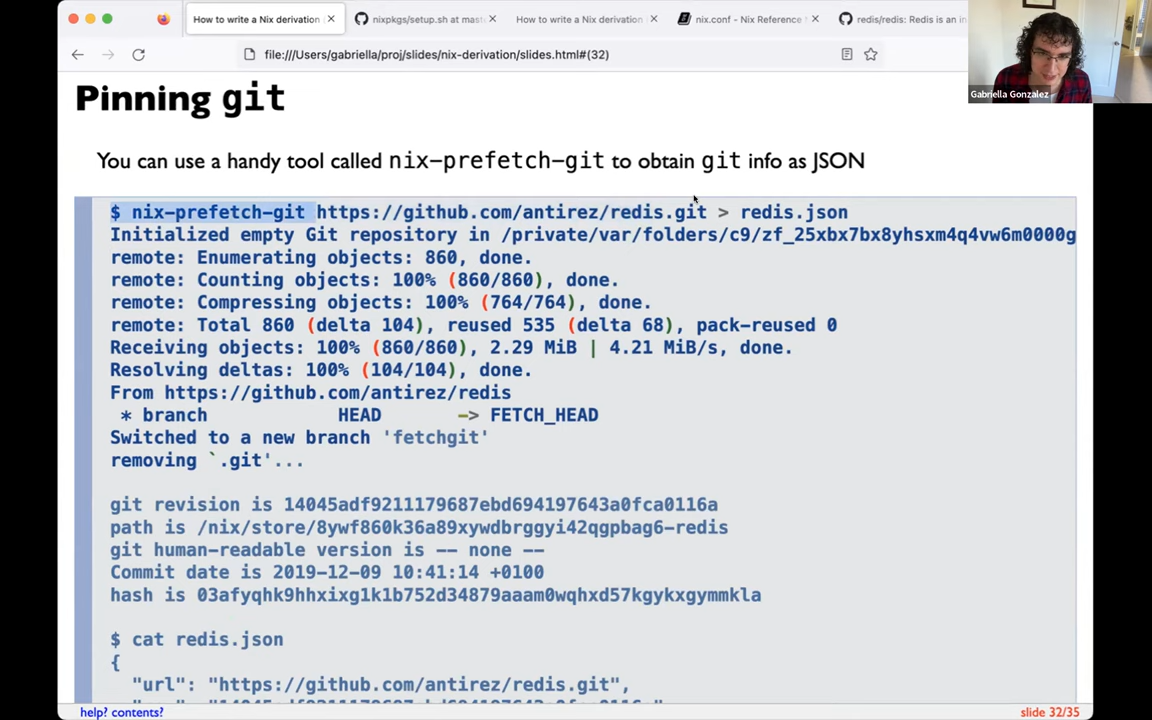 How to write a Nix derivation
nixpkgs/setup.sh at mast
How to write a Nix derivation
nix.conf - Nix Reference
redis/redis: Redis is an in
file:///Users/gabriella/proj/slides/nix-derivation/slides.html#(32)
Gabriella Gonzalez
Pinning git
You can use a handy tool called nix-prefetch-git to obtain git info as JSON
$ nix-prefetch-git https://github.com/antirez/redis.git > redis.json
Initialized empty Git repository in /private/var/folders/c9/zf_25xbx7bx8yhsxm4q4vw6m0000g
remote: Enumerating objects: 860, done.
remote: Counting objects: 100% (860/860), done.
remote: Compressing objects: 100% (764/764), done.
remote: Total 860 (delta 104), reused 535 (delta 68), pack-reused 0
Receiving objects: 100% (860/860), 2.29 MiB | 4.21 MiB/s, done.
Resolving deltas: 100% (104/104), done.
From https://github.com/antirez/redis
* branch HEAD -> FETCH_HEAD
Switched to a new branch 'fetchgit'
removing `.git'...
git revision is 14045adf9211179687ebd694197643a0fca0116a
path is /nix/store/8ywf860k36a89xywdbrggyi42qgpbag6-redis
git human-readable version is -- none --
Commit date is 2019-12-09 10:41:14 +0100
hash is 03afyqhk9hhxixg1k1b752d34879aaam0wqhxd57kgykxgymmkla
$ cat redis.json
{
"url": "https://github.com/antirez/redis.git",
help? contents?
slide 32/35